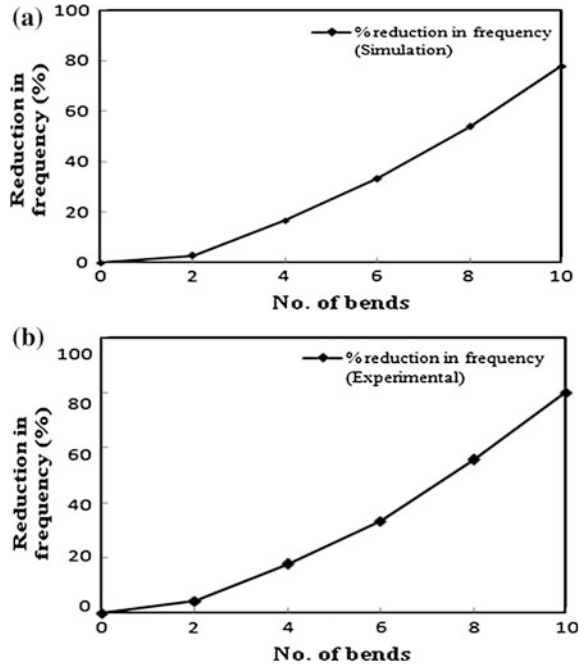 (a)
100
80
60
40
20
0
Reduction in
frequency (%)
% reduction in frequency
(Simulation)
0 2 4 6 8 10
No. of bends
(b)
100
80
60
40
20
0
Reduction in
frequency (%)
% reduction in frequency
(Experimental)
0 2 4 6 8 10
No. of bends